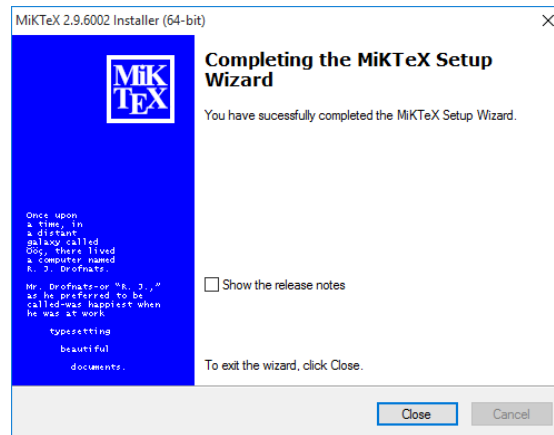 MiKTeX 2.9.6002 Installer (64-bit)
MiK
TEX
Completing the MiKTeX Setup
Wizard
You have sucessfully completed the MiKTeX Setup Wizard.
Once upon
a time, in
a distant
galaxy called
Ööç, there lived
a computer named
R. J. Drofnats.
Mr. Drofnats-or "R. J.,"
as he preferred to be
called-was happiest when
he was at work
typesetting
beautiful
documents.
Show the release notes
To exit the wizard, click Close.
Close
Cancel